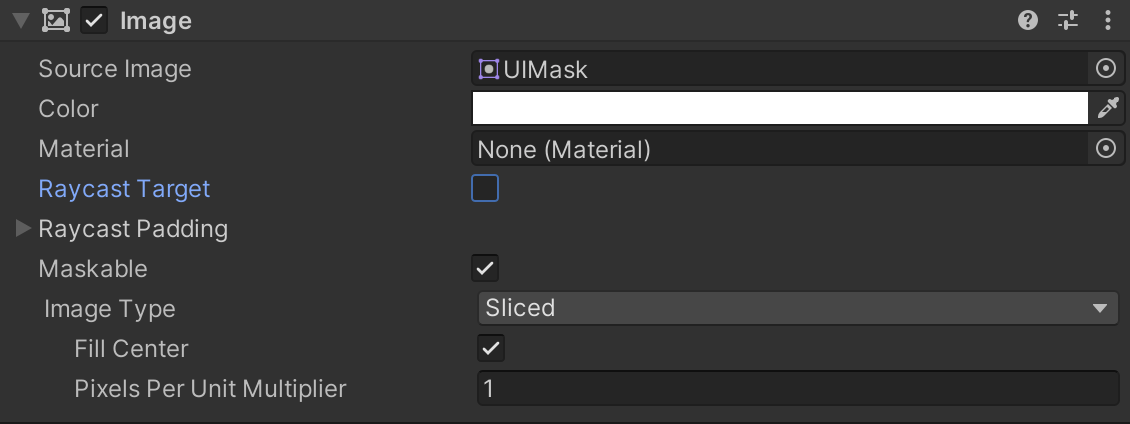 Image
Source Image UIMask
Color
Material None (Material)
Raycast Target
Raycast Padding
Maskable
Image Type Sliced
Fill Center
Pixels Per Unit Multiplier 1